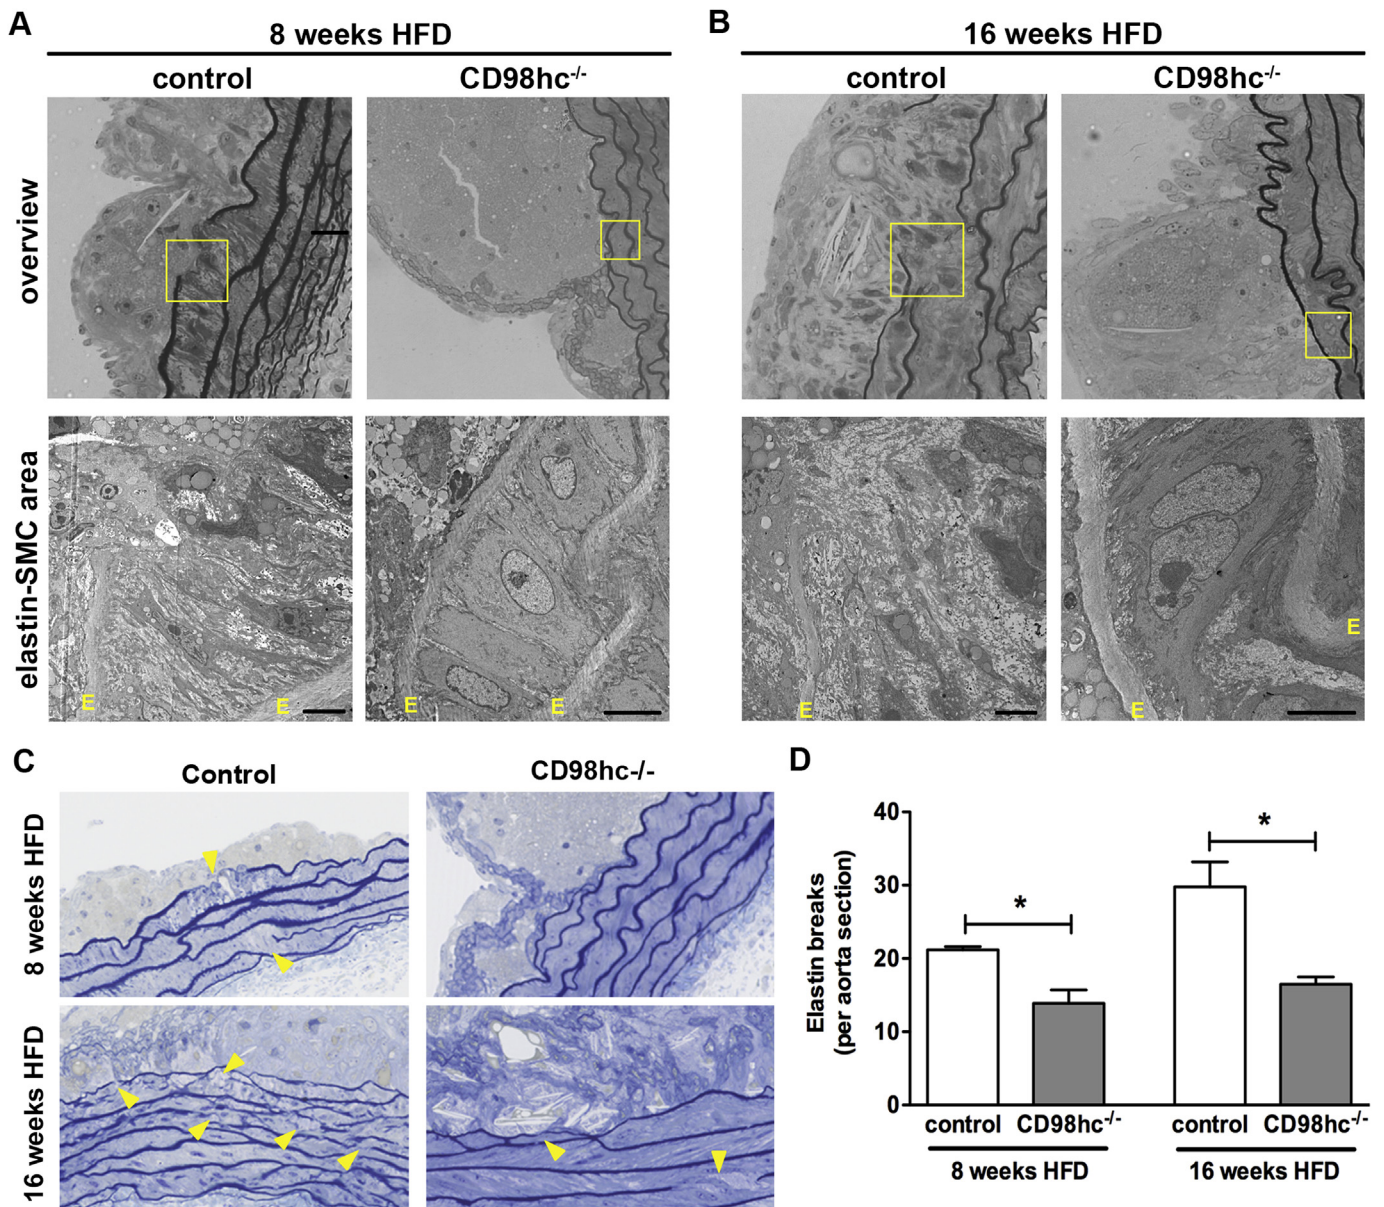 A
8 weeks HFD
control
CD98hc-/-
overview
elastin-SMC area
E
E
E
E
B
16 weeks HFD
control
CD98hc-/-
E
E
E
C
Control
CD98hc-/-
8 weeks HFD
16 weeks HFD
D
Elastin breaks
(per aorta section)
40
30
20
10
0
*
*
control
CD98hc-/-
control
CD98hc-/-
8 weeks HFD
16 weeks HFD